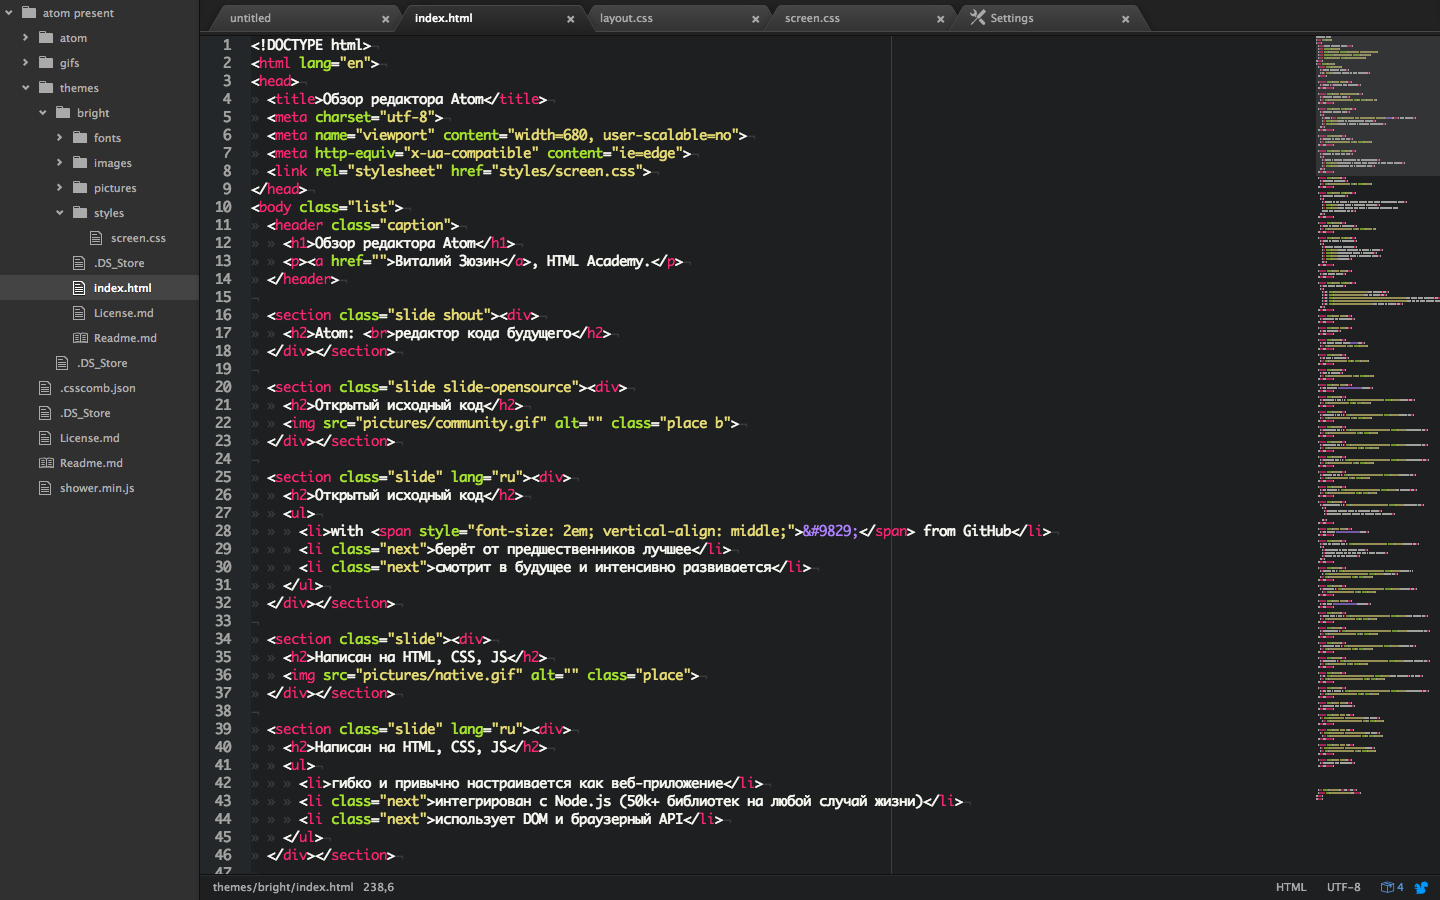 atom present
atom
gifs
themes
bright
fonts
images
pictures
styles
screen.css
.DS_Store
index.html
License.md
Readme.md
.DS_Store
.csscomb.json
.DS_Store
License.md
Readme.md
shower.min.js
untitled
index.html
layout.css
screen.css
Settings
1 <!DOCTYPE html>
2 <html lang="en">
3 <head>
4 <title>Обзор редактора Atom</title>
5 <meta charset="utf-8">
6 <meta name="viewport" content="width=680, user-scalable=no">
7 <meta http-equiv="x-ua-compatible" content="ie=edge">
8 <link rel="stylesheet" href="styles/screen.css">
9 </head>
10 <body class="list">
11 <header class="caption">
12 <h1>Обзор редактора Atom</h1>
13 <p><a href="">Виталий Зюзин</a>, HTML Academy.</p>
14 </header>
15
16 <section class="slide shout"><div>
17 <h2>Atom: <br>редактор кода будущего</h2>
18 </div></section>
19
20 <section class="slide slide-opensource"><div>
21 <h2>Открытый исходный код</h2>
22 <img src="pictures/community.gif" alt="" class="place b">
23 </div></section>
24
25 <section class="slide" lang="ru"><div>
26 <h2>Открытый исходный код</h2>
27 <ul>
28 <li>with <span style="font-size: 2em; vertical-align: middle;">&#9829;</span> from GitHub</li>
29 <li class="next">берёт от предшественников лучшее</li>
30 <li class="next">смотрит в будущее и интенсивно развивается</li>
31 </ul>
32 </div></section>
33
34 <section class="slide"><div>
35 <h2>Написан на HTML, CSS, JS</h2>
36 <img src="pictures/native.gif" alt="" class="place">
37 </div></section>
38
39 <section class="slide" lang="ru"><div>
40 <h2>Написан на HTML, CSS, JS</h2>
41 <ul>
42 <li>гибко и привычно настраивается как веб-приложение</li>
43 <li class="next">интегрирован с Node.js (50k+ библиотек на любой случай жизни)</li>
44 <li class="next">использует DOM и браузерный API</li>
45 </ul>
46 </div></section>
47
themes/bright/index.html 238,6
HTML UTF-8 4